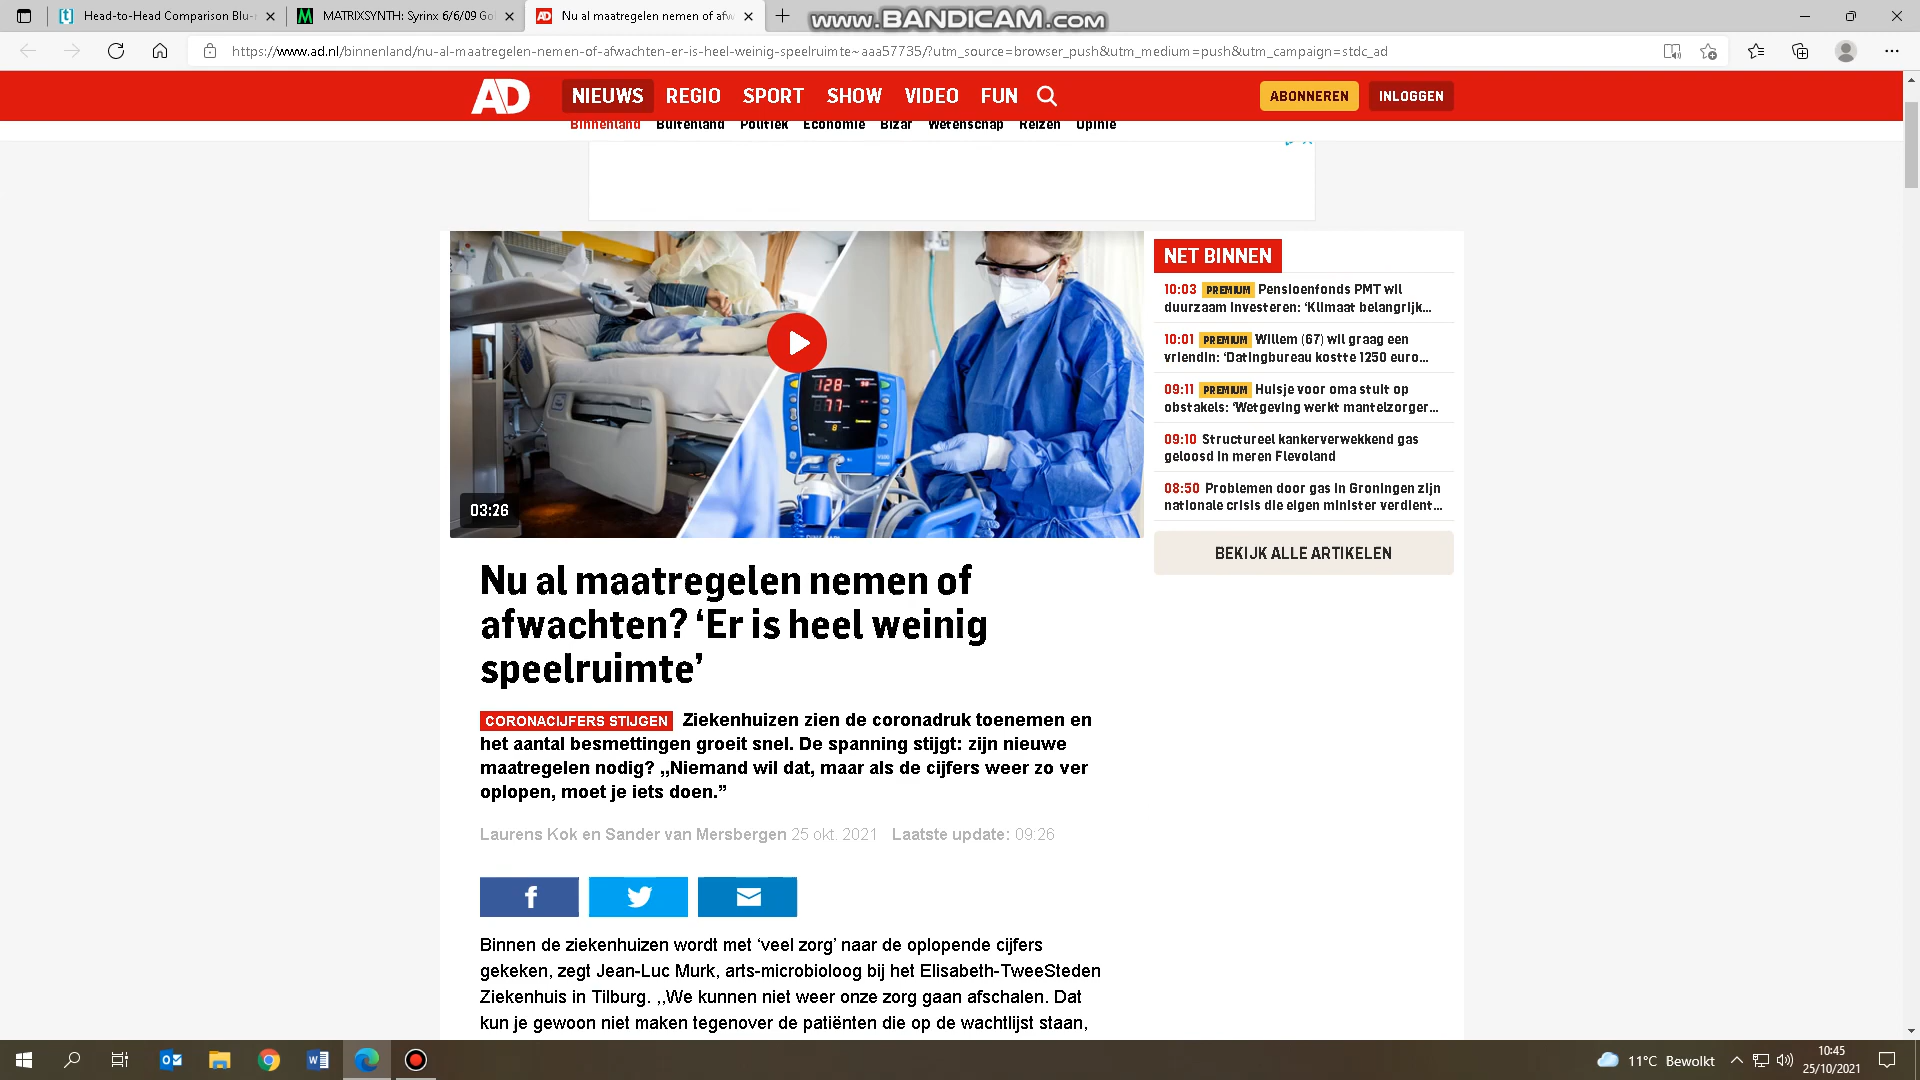 Head-to-Head Comparison Blu-r
MATRIXSYNTH: Syrinx 6/6/09 Gol
Nu al maatregelen nemen of afw
www.BANDICAM.com
https://www.ad.nl/binnenland/nu-al-maatregelen-nemen-of-afwachten-er-is-heel-weinig-speelruimte~aaa57735/?utm_source=browser_push&utm_medium=push&utm_campaign=stdc_ad
AD NIEUWS REGIO SPORT SHOW VIDEO FUN ABONNEREN INLOGGEN
Binnenland Buitenland Politiek Economie Bizar Wetenschap Reizen Opinie
128
77
8
03:26
NET BINNEN
10:03 PREMIUM Pensioenfonds PMT wil
duurzaam investeren: ‘Klimaat belangrijk...
10:01 PREMIUM Willem (67) wil graag een
vriendin: ‘Datingbureau kostte 1250 euro...
09:11 PREMIUM Huisje voor oma stuit op
obstakels: ‘Wetgeving werkt mantelzorger...
09:10 Structureel kankerverwekkend gas
geloosd in meren Flevoland
08:50 Problemen door gas in Groningen zijn
nationale crisis die eigen minister verdient...
BEKIJK ALLE ARTIKELEN
Nu al maatregelen nemen of
afwachten? ‘Er is heel weinig
speelruimte’
CORONACIJFERS STIJGEN Ziekenhuizen zien de coronadruk toenemen en
het aantal besmettingen groeit snel. De spanning stijgt: zijn nieuwe
maatregelen nodig? ,,Niemand wil dat, maar als de cijfers weer zo ver
oplopen, moet je iets doen.”
Laurens Kok en Sander van Mersbergen 25 okt. 2021 Laatste update: 09:26
Binnen de ziekenhuizen wordt met ‘veel zorg’ naar de oplopende cijfers
gekeken, zegt Jean-Luc Murk, arts-microbioloog bij het Elisabeth-TweeSteden
Ziekenhuis in Tilburg. ,,We kunnen niet weer onze zorg gaan afschalen. Dat
kun je gewoon niet maken tegenover de patiënten die op de wachtlijst staan,
11°C Bewolkt
10:45
25/10/2021